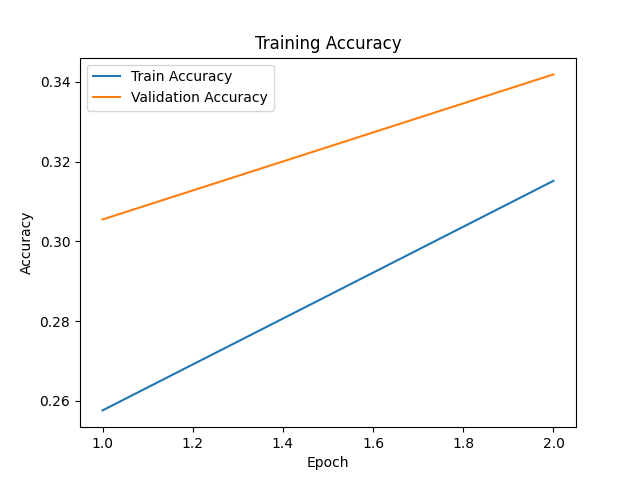 Training Accuracy
Train Accuracy
Validation Accuracy
0.34
0.32
0.30
0.28
0.26
Accuracy
1.0 1.2 1.4 1.6 1.8 2.0
Epoch